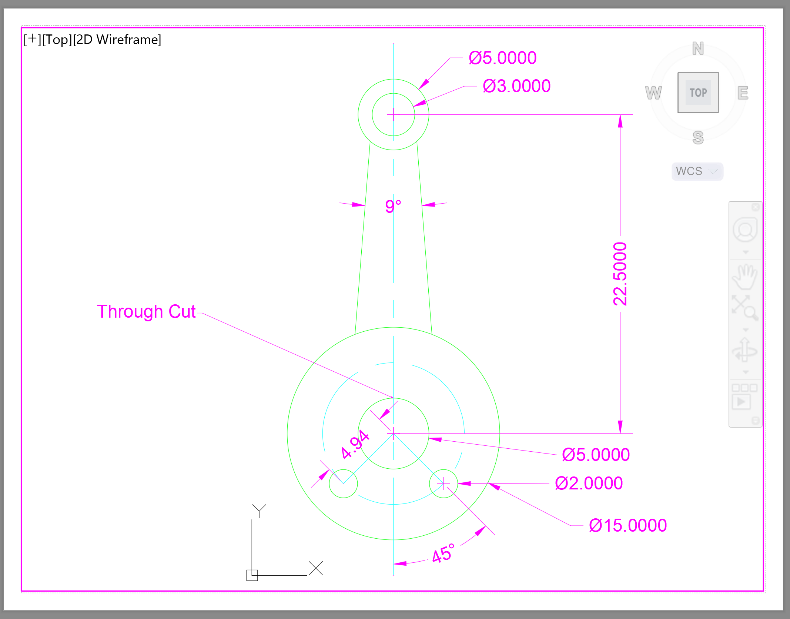 [+][Top][2D Wireframe]
N
Ø5.0000
Ø3.0000
W
TOP
E
S
WCS
9°
22.5000
Through Cut
4.94
Ø5.0000
Ø2.0000
Ø15.0000
45°
Y
X